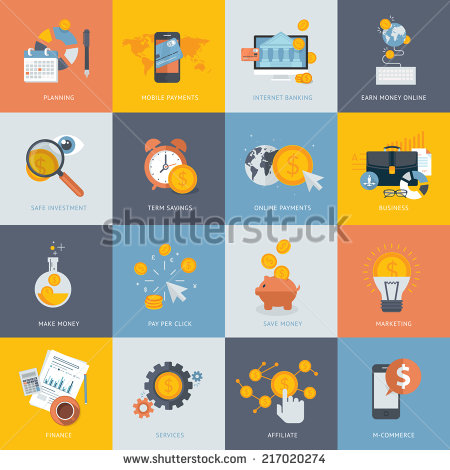 PLANNING
MOBILE PAYMENTS
INTERNET BANKING
EARN MONEY ONLINE
SAFE INVESTMENT
TERM SAVINGS
ONLINE PAYMENTS
BUSINESS
MAKE MONEY
PAY PER CLICK
SAVE MONEY
MARKETING
FINANCE
SERVICES
AFFILIATE
M-COMMERCE
shutterstock
www.shutterstock.com · 217020274